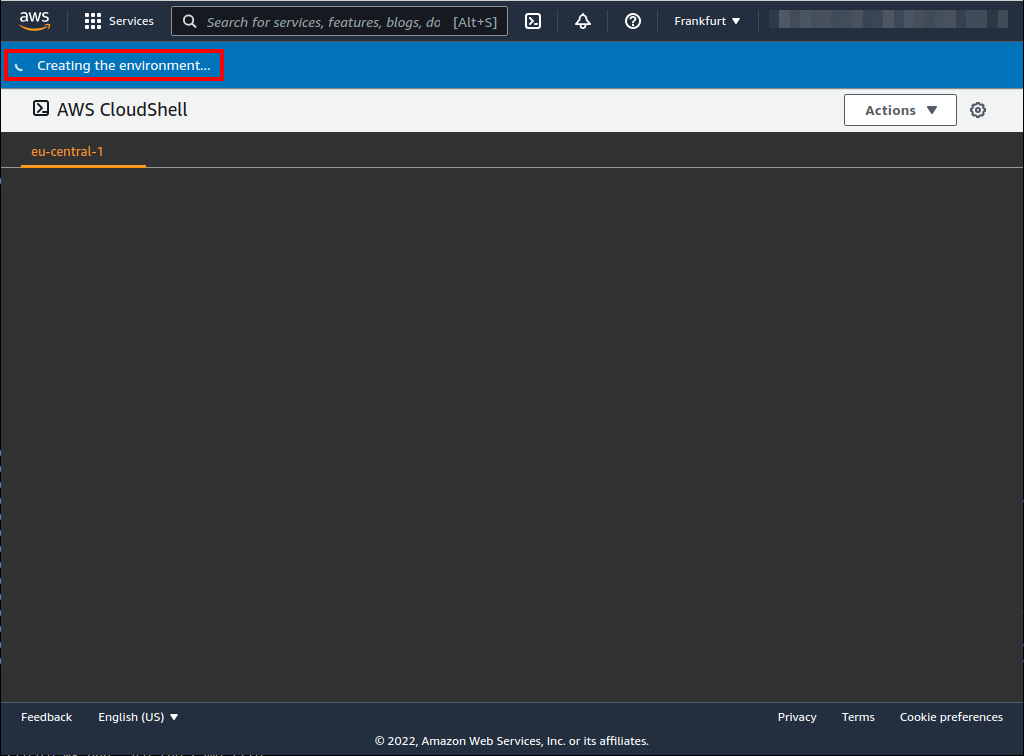 aws Services Search for services, features, blogs, do [Alt+S] Frankfurt ▼
Creating the environment...
AWS CloudShell Actions ▼
eu-central-1
Feedback English (US) ▼ Privacy Terms Cookie preferences
© 2022, Amazon Web Services, Inc. or its affiliates.